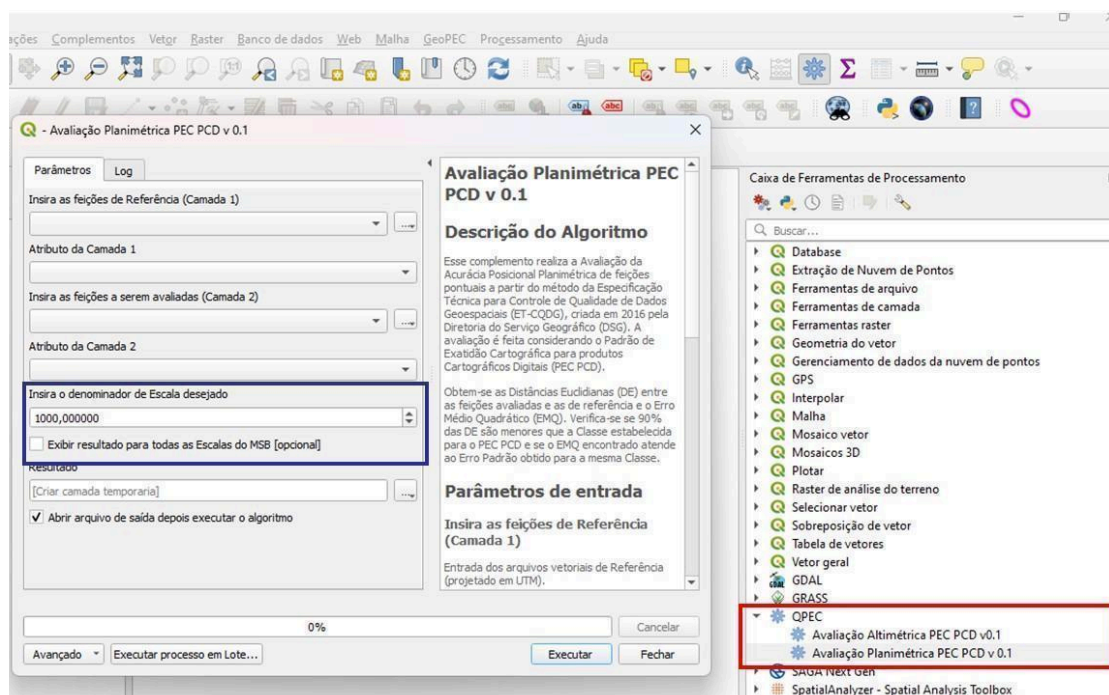 ções Complementos Vetor Raster Banco de dados Web Malha GeoPEC Processamento Ajuda
abc abc
- Avaliação Planimétrica PEC PCD v 0.1
Parâmetros Log
Insira as feições de Referência (Camada 1)
Atributo da Camada 1
Insira as feições a serem avaliadas (Camada 2)
Atributo da Camada 2
Insira o denominador de Escala desejado
1000,000000
Exibir resultado para todas as Escalas do MSB [opcional]
Resultado
[Criar camada temporaria]
Abrir arquivo de saída depois executar o algoritmo
Avaliação Planimétrica PEC
PCD v 0.1
Descrição do Algoritmo
Esse complemento realiza a Avaliação da
Acurácia Posicional Planimétrica de feições
pontuais a partir do método da Especificação
Técnica para Controle de Qualidade de Dados
Geoespaciais (ET-CQDG), criada em 2016 pela
Diretoria do Serviço Geográfico (DSG). A
avaliação é feita considerando o Padrão de
Exatidão Cartográfica para produtos
Cartográficos Digitais (PEC PCD).
Obtem-se as Distâncias Euclidianas (DE) entre
as feições avaliadas e as de referência e o Erro
Médio Quadrático (EMQ). Verifica-se se 90%
das DE são menores que a Classe estabelecida
para o PEC PCD e se o EMQ encontrado atende
ao Erro Padrão obtido para a mesma Classe.
Parâmetros de entrada
Insira as feições de Referência
(Camada 1)
Entrada dos arquivos vetoriais de Referência
(projetado em UTM).
0% Cancelar
Avançado Executar processo em Lote... Executar Fechar
Caixa de Ferramentas de Processamento
Buscar...
Database
Extração de Nuvem de Pontos
Ferramentas de arquivo
Ferramentas de camada
Ferramentas raster
Geometria do vetor
Gerenciamento de dados da nuvem de pontos
GPS
Interpolar
Malha
Mosaico vetor
Mosaicos 3D
Plotar
Raster de análise do terreno
Selecionar vetor
Sobreposição de vetor
Tabela de vetores
Vetor geral
GDAL
GRASS
QPEC
Avaliação Altimétrica PEC PCD v0.1
Avaliação Planimétrica PEC PCD v 0.1
SAGA Next Gen
SpatialAnalyzer - Spatial Analysis Toolbox